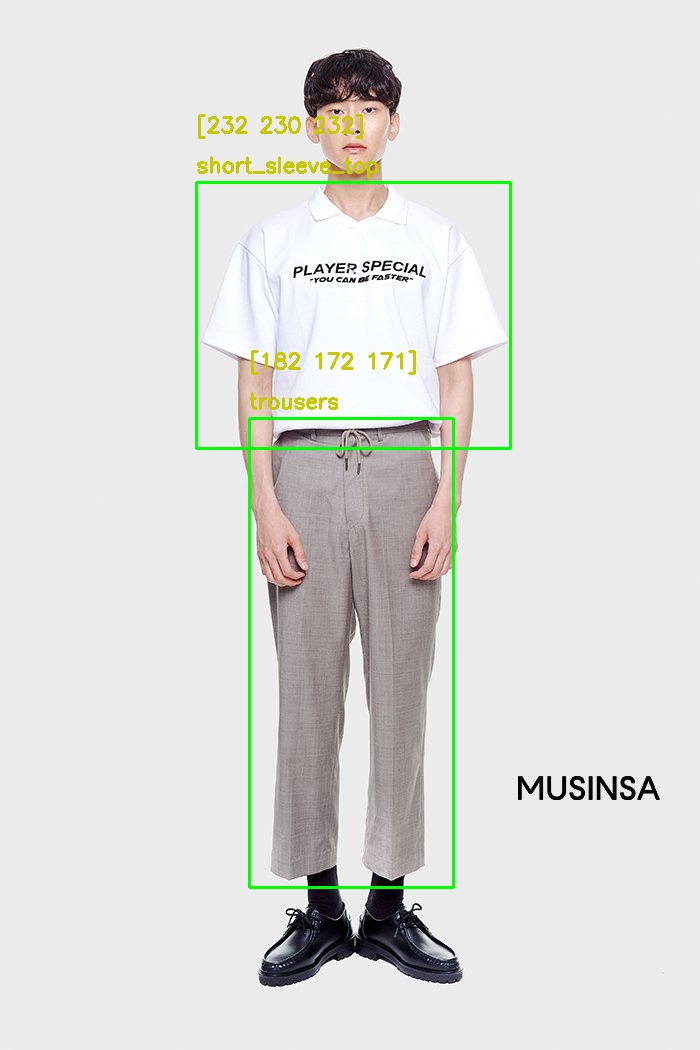 [232 230 232]
short_sleeve_top
PLAYER SPECIAL
"YOU CAN BE FASTER"
[182 172 171]
trousers
MUSINSA